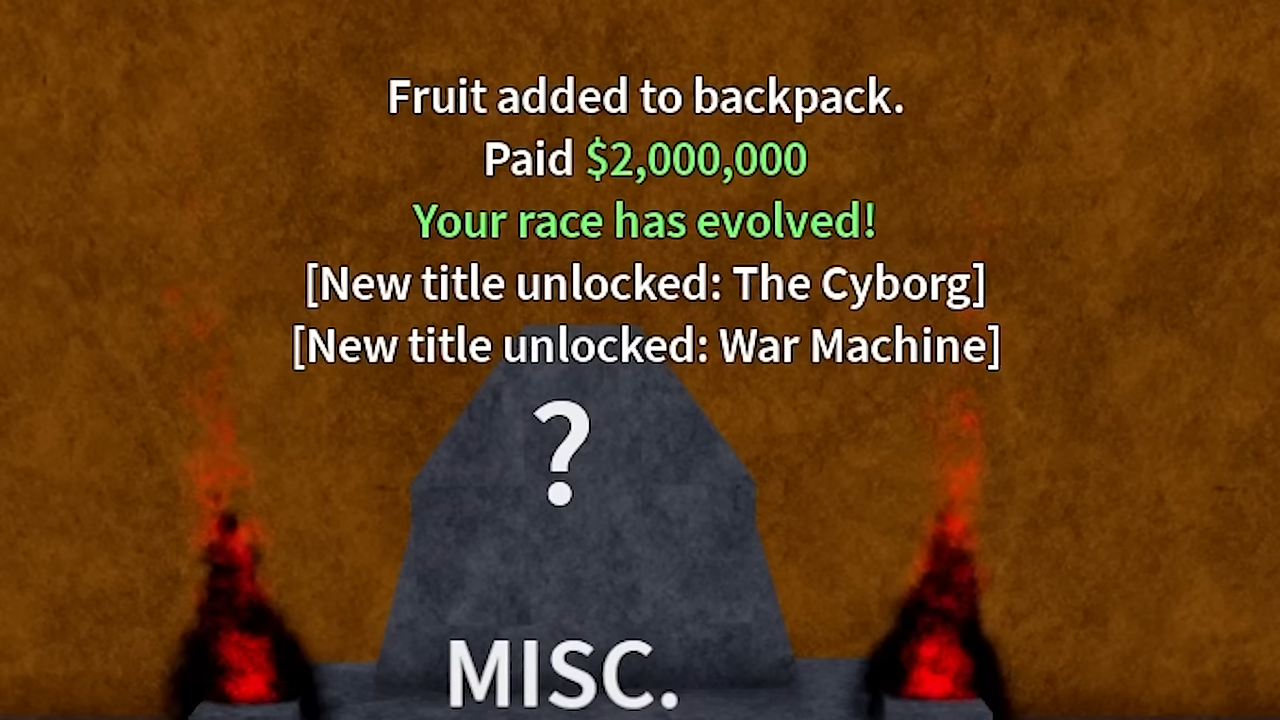 Fruit added to backpack.
Paid $2,000,000
Your race has evolved!
[New title unlocked: The Cyborg]
[New title unlocked: War Machine]
?
MISC.